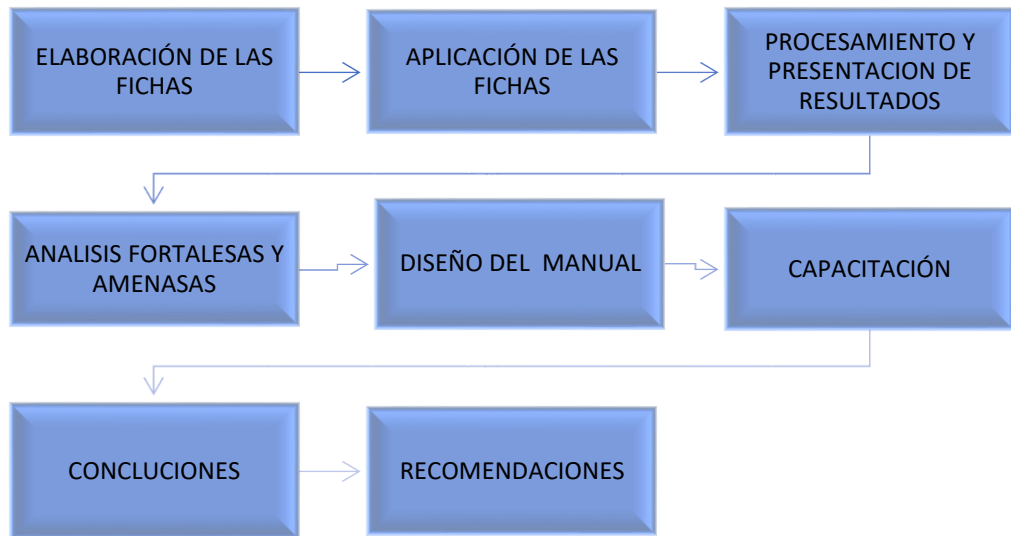 ELABORACIÓN DE LAS
FICHAS
APLICACIÓN DE LAS
FICHAS
PROCESAMIENTO Y
PRESENTACION DE
RESULTADOS
ANALISIS FORTALESAS Y
AMENASAS
DISEÑO DEL  MANUAL
CAPACITACIÓN
CONCLUCIONES
RECOMENDACIONES